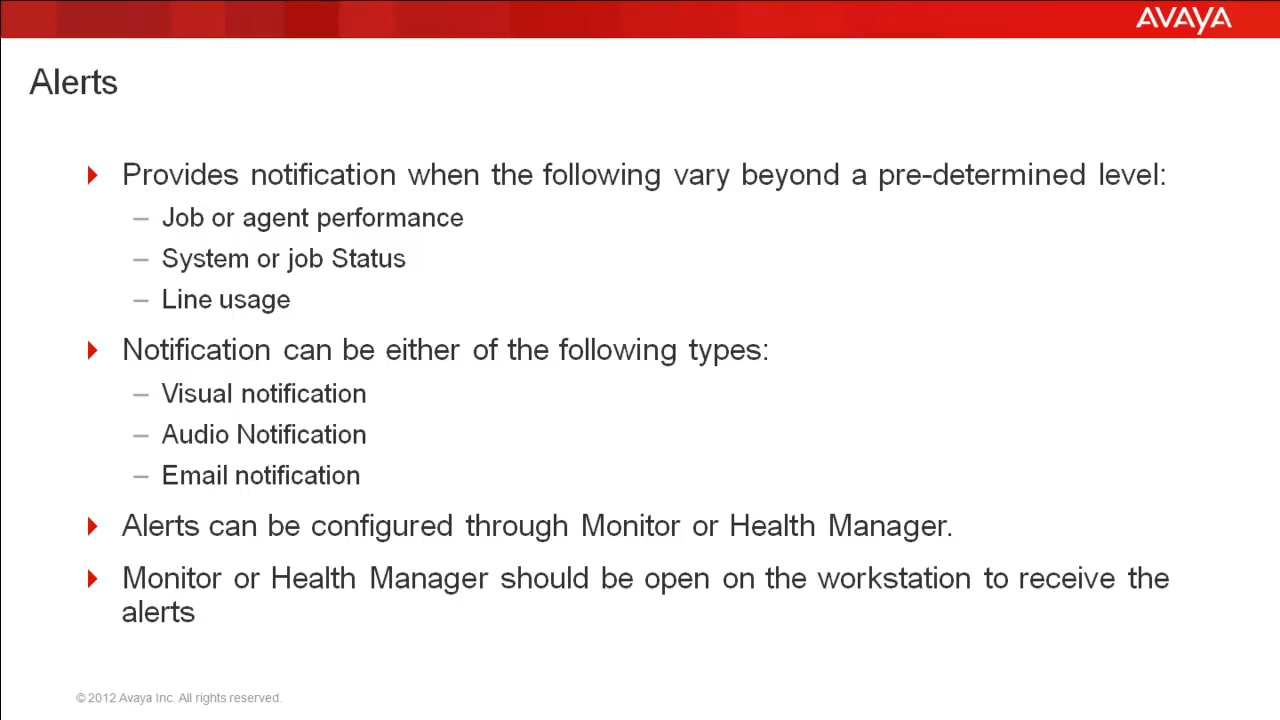 AVAYA
Alerts
Provides notification when the following vary beyond a pre-determined level:
– Job or agent performance
– System or job Status
– Line usage
Notification can be either of the following types:
– Visual notification
– Audio Notification
– Email notification
Alerts can be configured through Monitor or Health Manager.
Monitor or Health Manager should be open on the workstation to receive the
alerts
© 2012 Avaya Inc. All rights reserved.